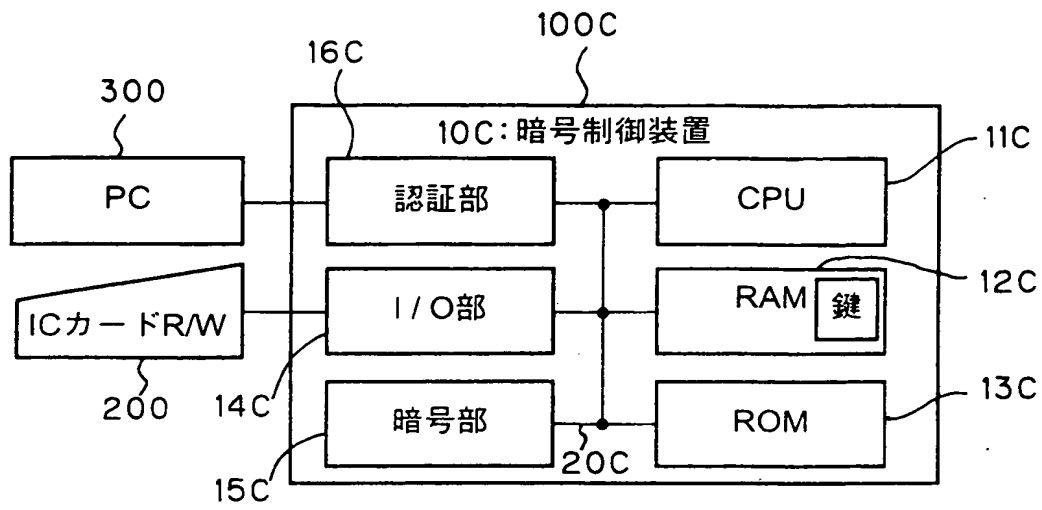 100C
16C
300
10C:暗号制御装置
11C
PC
認証部
CPU
12C
I/O部
RAM
鍵
ICカードR/W
200
14C
13C
暗号部
ROM
20C
15C